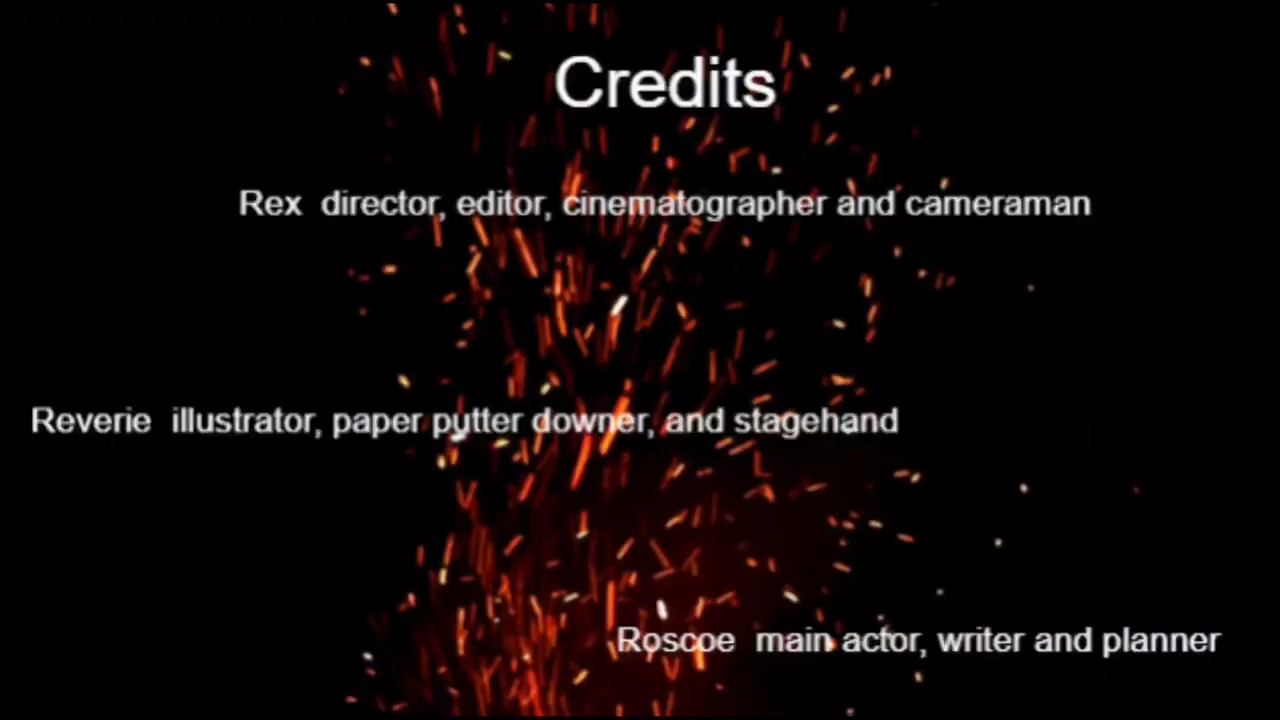 Credits
Rex  director, editor, cinematographer and cameraman
Reverie  illustrator, paper putter downer, and stagehand
Roscoe  main actor, writer and planner